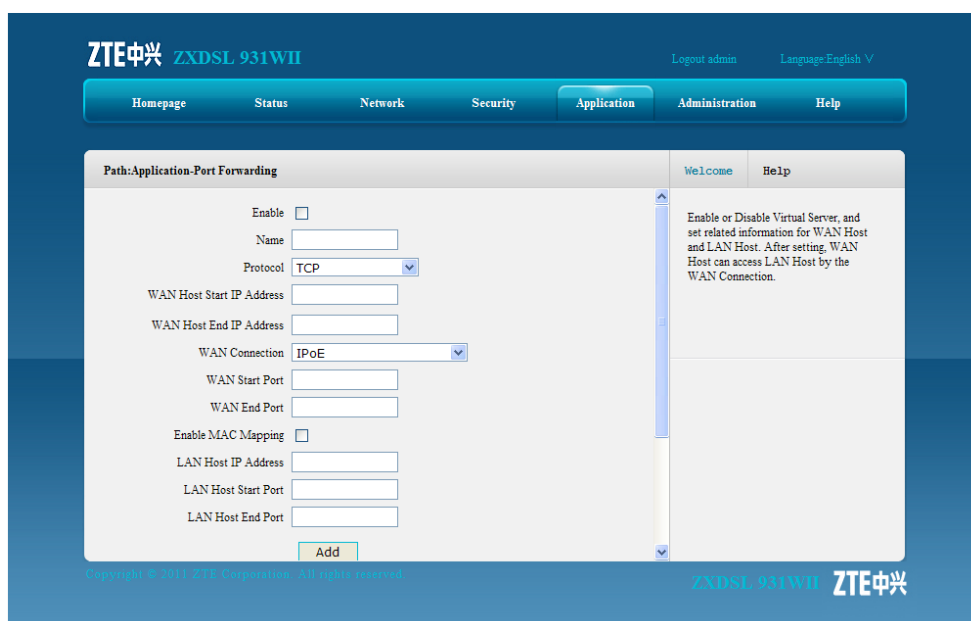 ZTE中兴 ZXDSL 931WII
Logout admin Language:English V
Homepage Status Network Security Application Administration Help
Path:Application-Port Forwarding
Welcome Help
Enable
Name
Protocol TCP
WAN Host Start IP Address
WAN Host End IP Address
WAN Connection IPoE
WAN Start Port
WAN End Port
Enable MAC Mapping
LAN Host IP Address
LAN Host Start Port
LAN Host End Port
Add
Enable or Disable Virtual Server, and
set related information for WAN Host
and LAN Host. After setting, WAN
Host can access LAN Host by the
WAN Connection.
Copyright © 2011 ZTE Corporation. All rights reserved.
ZXDSL 931WII ZTE中兴